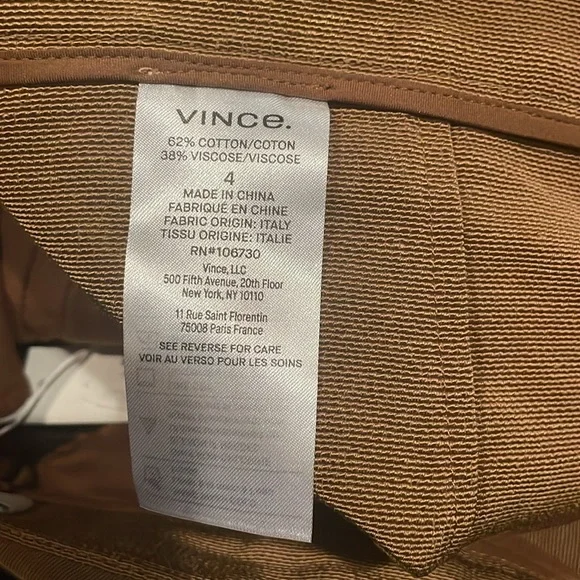 VINCe.
62% COTTON/COTON
38% VISCOSE/VISCOSE
4
MADE IN CHINA
FABRIQUÉ EN CHINE
FABRIC ORIGIN: ITALY
TISSU ORIGINE: ITALIE
RN#106730
Vince, LLC
500 Fifth Avenue, 20th Floor
New York, NY 10110
11 Rue Saint Florentin
75008 Paris France
SEE REVERSE FOR CARE
VOIR AU VERSO POUR LES SOINS